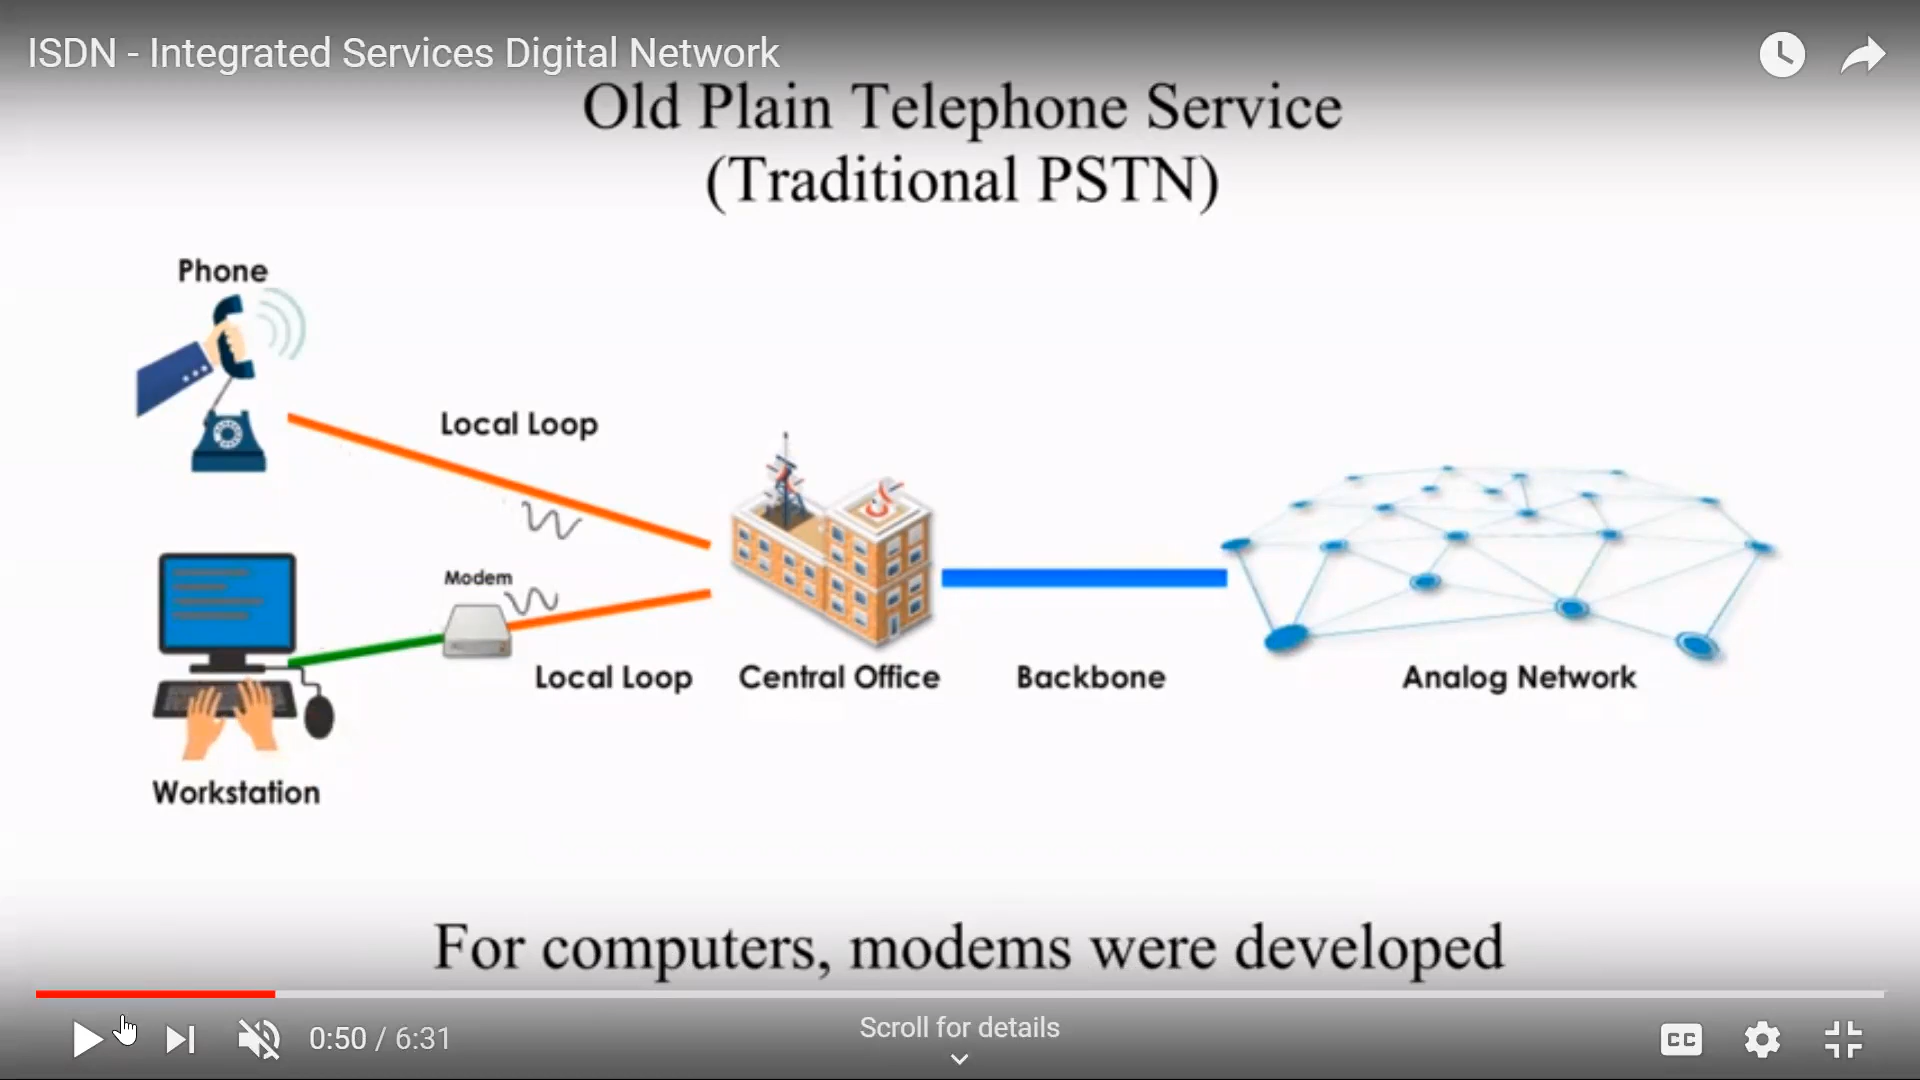 ISDN - Integrated Services Digital Network
Old Plain Telephone Service
(Traditional PSTN)
Phone
Local Loop
Modem
Local Loop
Central Office
Backbone
Analog Network
Workstation
For computers, modems were developed
0:50 / 6:31
Scroll for details
CC